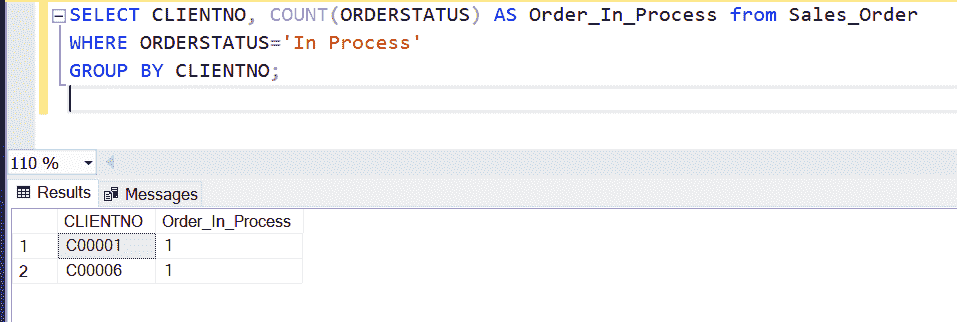 SELECT CLIENTNO, COUNT(ORDERSTATUS) AS Order_In_Process from Sales_Order
WHERE ORDERSTATUS='In Process'
GROUP BY CLIENTNO;
110 %
Results Messages
CLIENTNO Order_In_Process
1 C00001 1
2 C00006 1